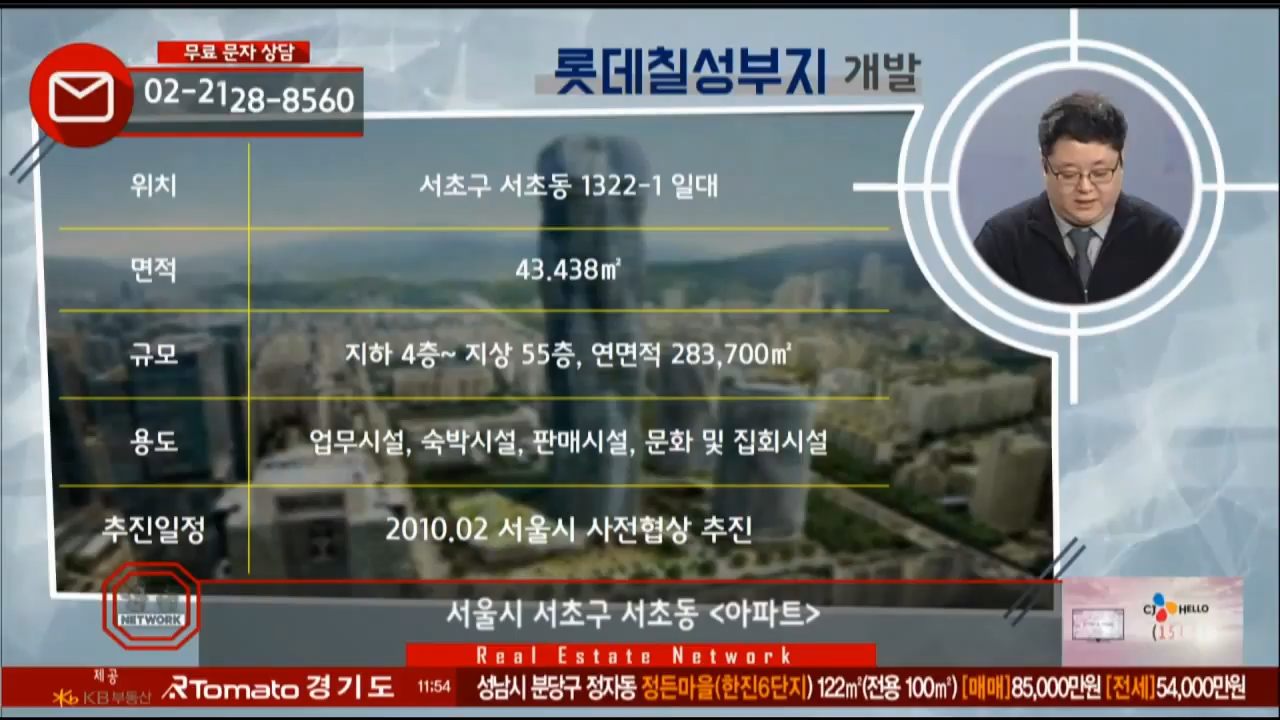 무료 문자 상담
02-2128-8560
롯데칠성부지 개발
위치 서초구 서초동 1322-1 일대
면적 43.438㎡
규모 지하 4층~ 지상 55층, 연면적 283,700㎡
용도 업무시설, 숙박시설, 판매시설, 문화 및 집회시설
추진일정 2010.02 서울시 사전협상 추진
NETWORK
서울시 서초구 서초동 <아파트>
CJ HELLO
Real Estate Network
제공
KB부동산
RTomato 경기도 11:54 성남시 분당구 정자동 정든마을(한진6단지) 122㎡(전용 100㎡) [매매]85,000만원 [전세]54,000만원